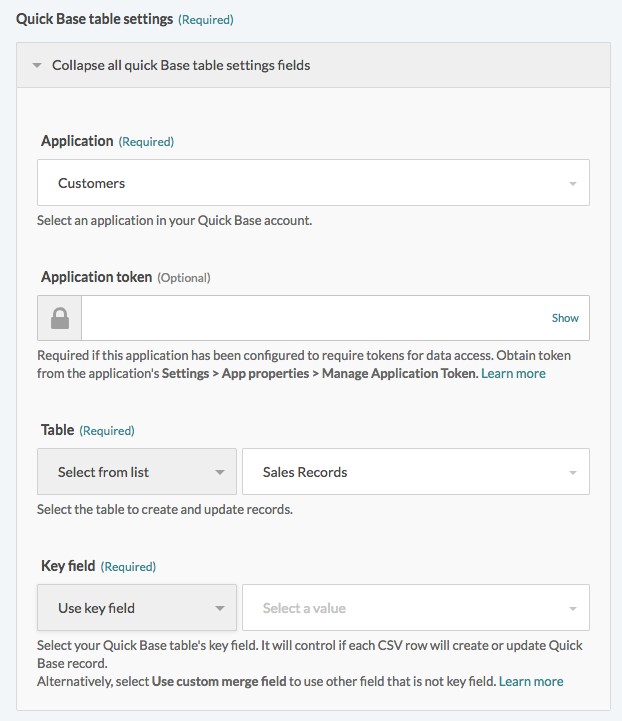 Quick Base table settings (Required)
Collapse all quick Base table settings fields
Application (Required)
Customers
Select an application in your Quick Base account.
Application token (Optional)
Show
Required if this application has been configured to require tokens for data access. Obtain token
from the application's Settings > App properties > Manage Application Token. Learn more
Table (Required)
Select from list Sales Records
Select the table to create and update records.
Key field (Required)
Use key field Select a value
Select your Quick Base table's key field. It will control if each CSV row will create or update Quick
Base record.
Alternatively, select Use custom merge field to use other field that is not key field. Learn more